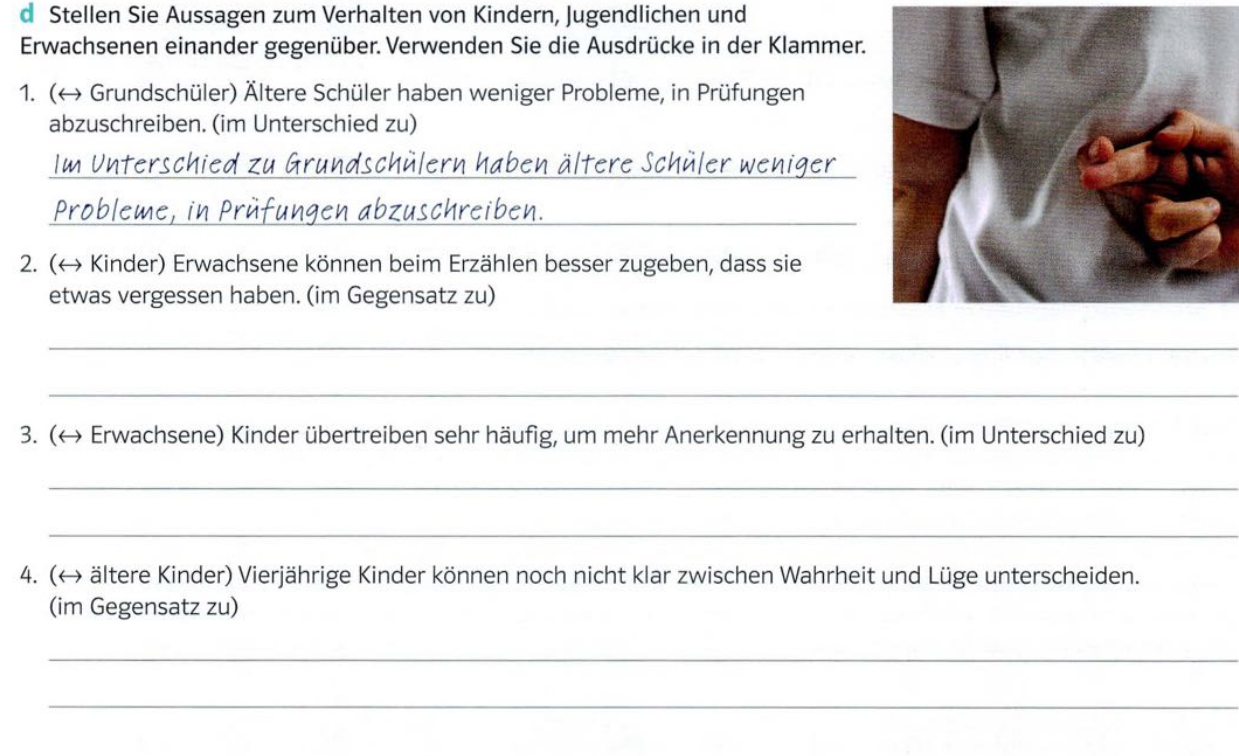 d Stellen Sie Aussagen zum Verhalten von Kindern, Jugendlichen und
Erwachsenen einander gegenüber. Verwenden Sie die Ausdrücke in der Klammer.
1. (↔ Grundschüler) Ältere Schüler haben weniger Probleme, in Prüfungen
abzuschreiben. (im Unterschied zu)
Im Unterschied zu Grundschülern haben ältere Schüler weniger
Probleme, in Prüfungen abzuschreiben.
2. (↔ Kinder) Erwachsene können beim Erzählen besser zugeben, dass sie
etwas vergessen haben. (im Gegensatz zu)
3. (↔ Erwachsene) Kinder übertreiben sehr häufig, um mehr Anerkennung zu erhalten. (im Unterschied zu)
4. (↔ ältere Kinder) Vierjährige Kinder können noch nicht klar zwischen Wahrheit und Lüge unterscheiden.
(im Gegensatz zu)